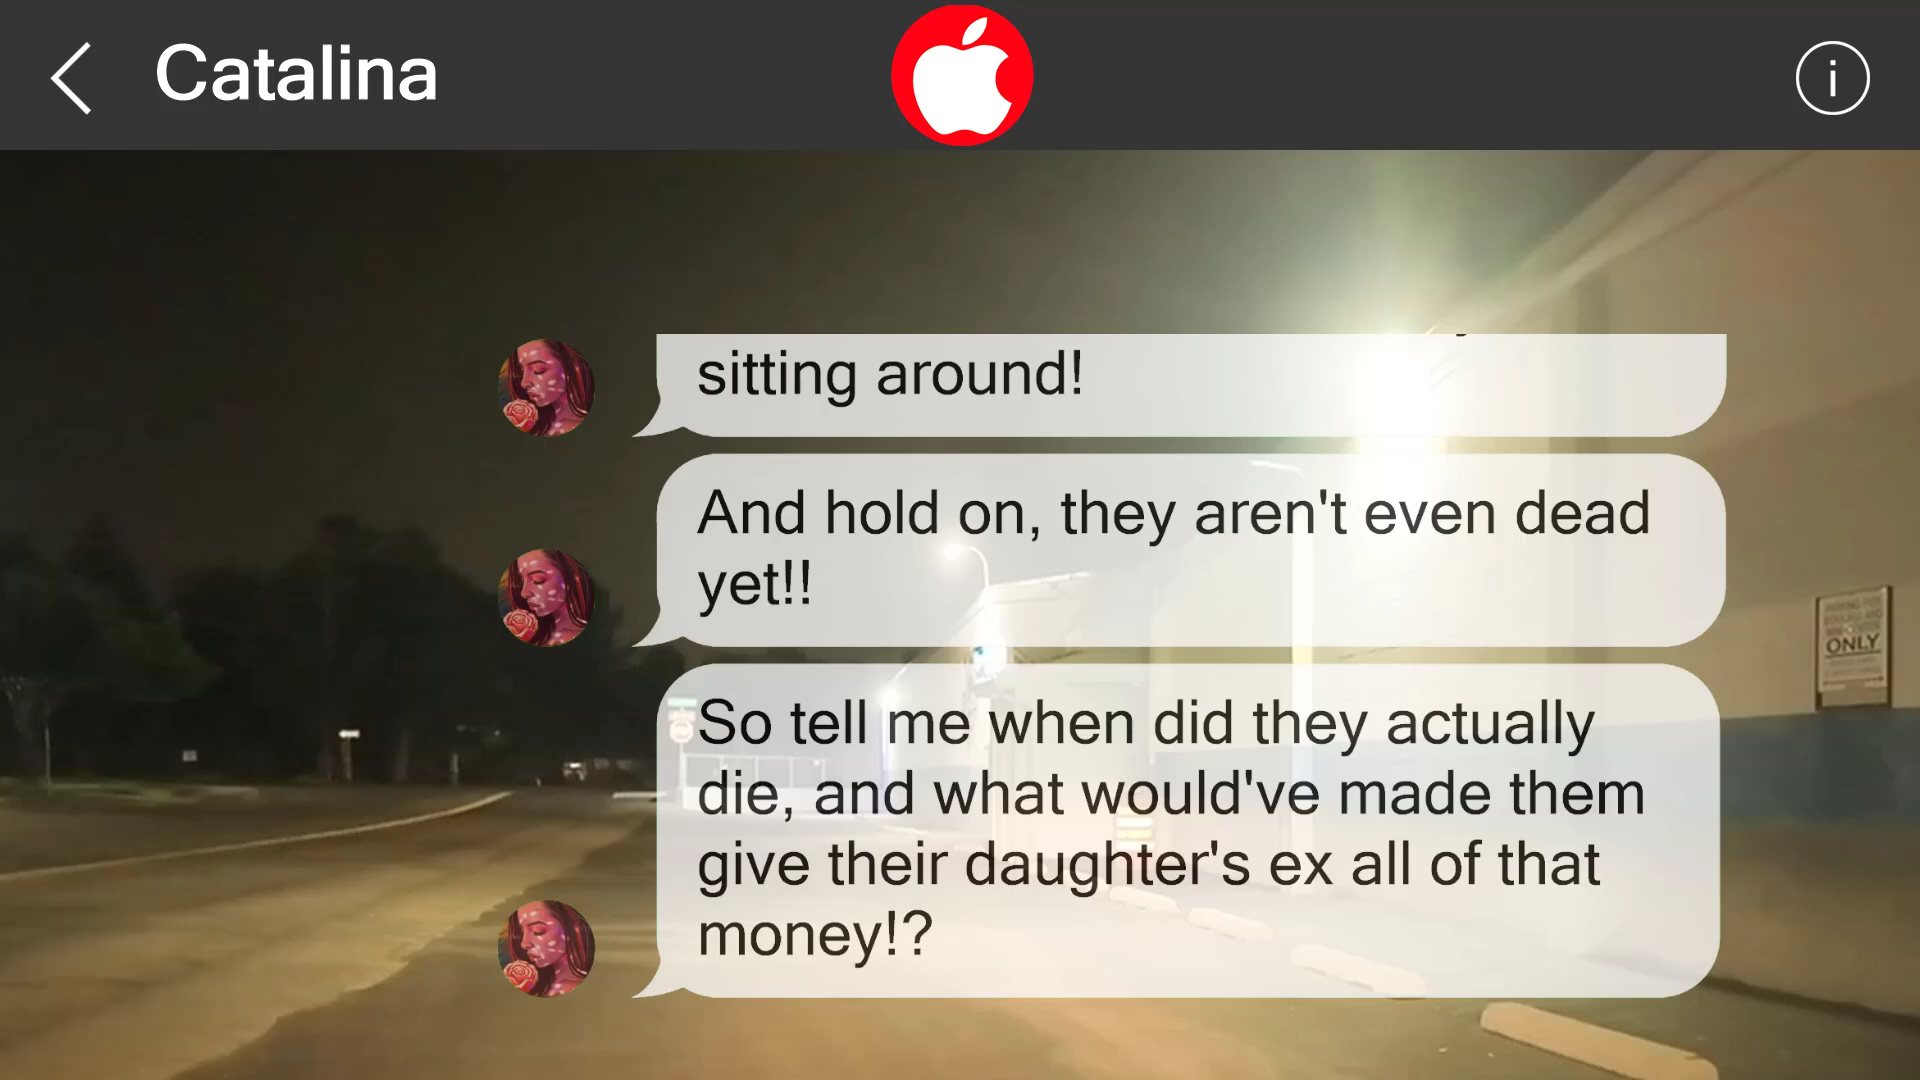 Catalina
i
sitting around!
And hold on, they aren't even dead
yet!!
So tell me when did they actually
die, and what would've made them
give their daughter's ex all of that
money!?
ONLY